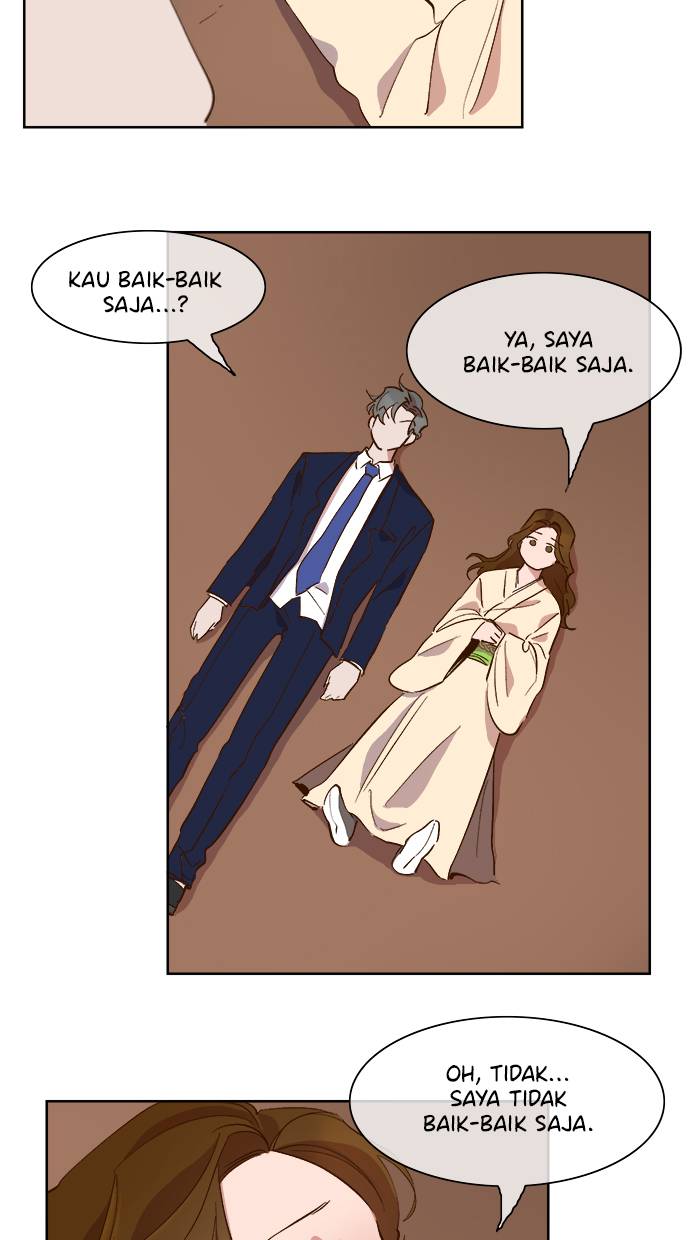 KAU BAIK-BAIK
SAJA...?
YA, SAYA
BAIK-BAIK SAJA.
OH, TIDAK...
SAYA TIDAK
BAIK-BAIK SAJA.